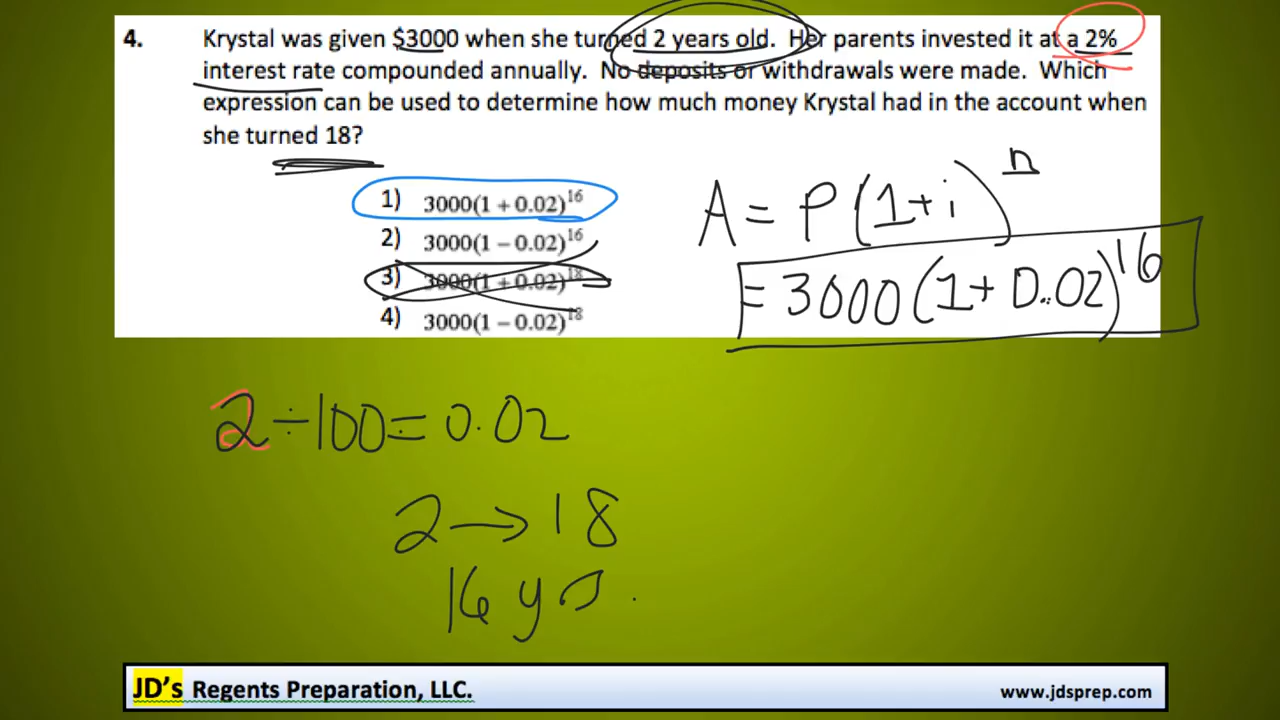 4. Krystal was given $3000 when she turned 2 years old. Her parents invested it at a 2%
interest rate compounded annually. No deposits or withdrawals were made. Which
expression can be used to determine how much money Krystal had in the account when
she turned 18?
1) 3000(1 + 0.02)^16
2) 3000(1 – 0.02)^16
3) 3000(1 + 0.02)^18
4) 3000(1 – 0.02)^18
A = P(1+i)^n
= 3000(1+0.02)^16
2 ÷ 100 = 0.02
2 → 18
16 y
JD's Regents Preparation, LLC.
www.jdsprep.com